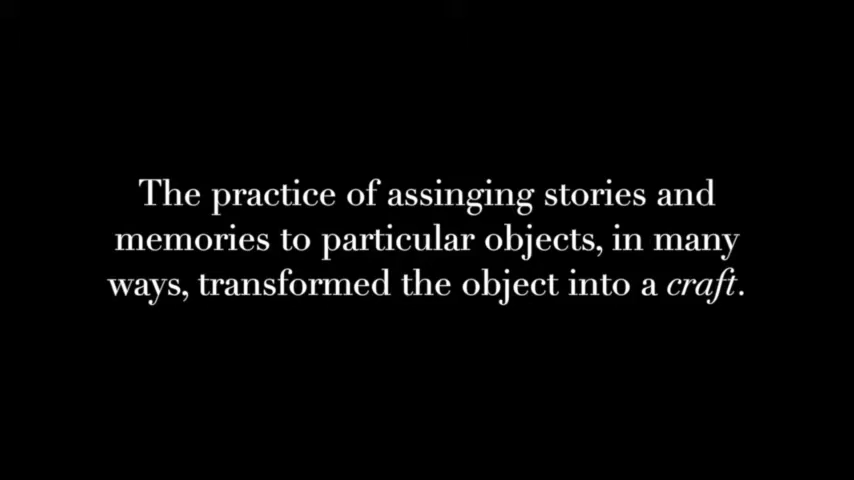 The practice of assinging stories and
memories to particular objects, in many
ways, transformed the object into a craft.